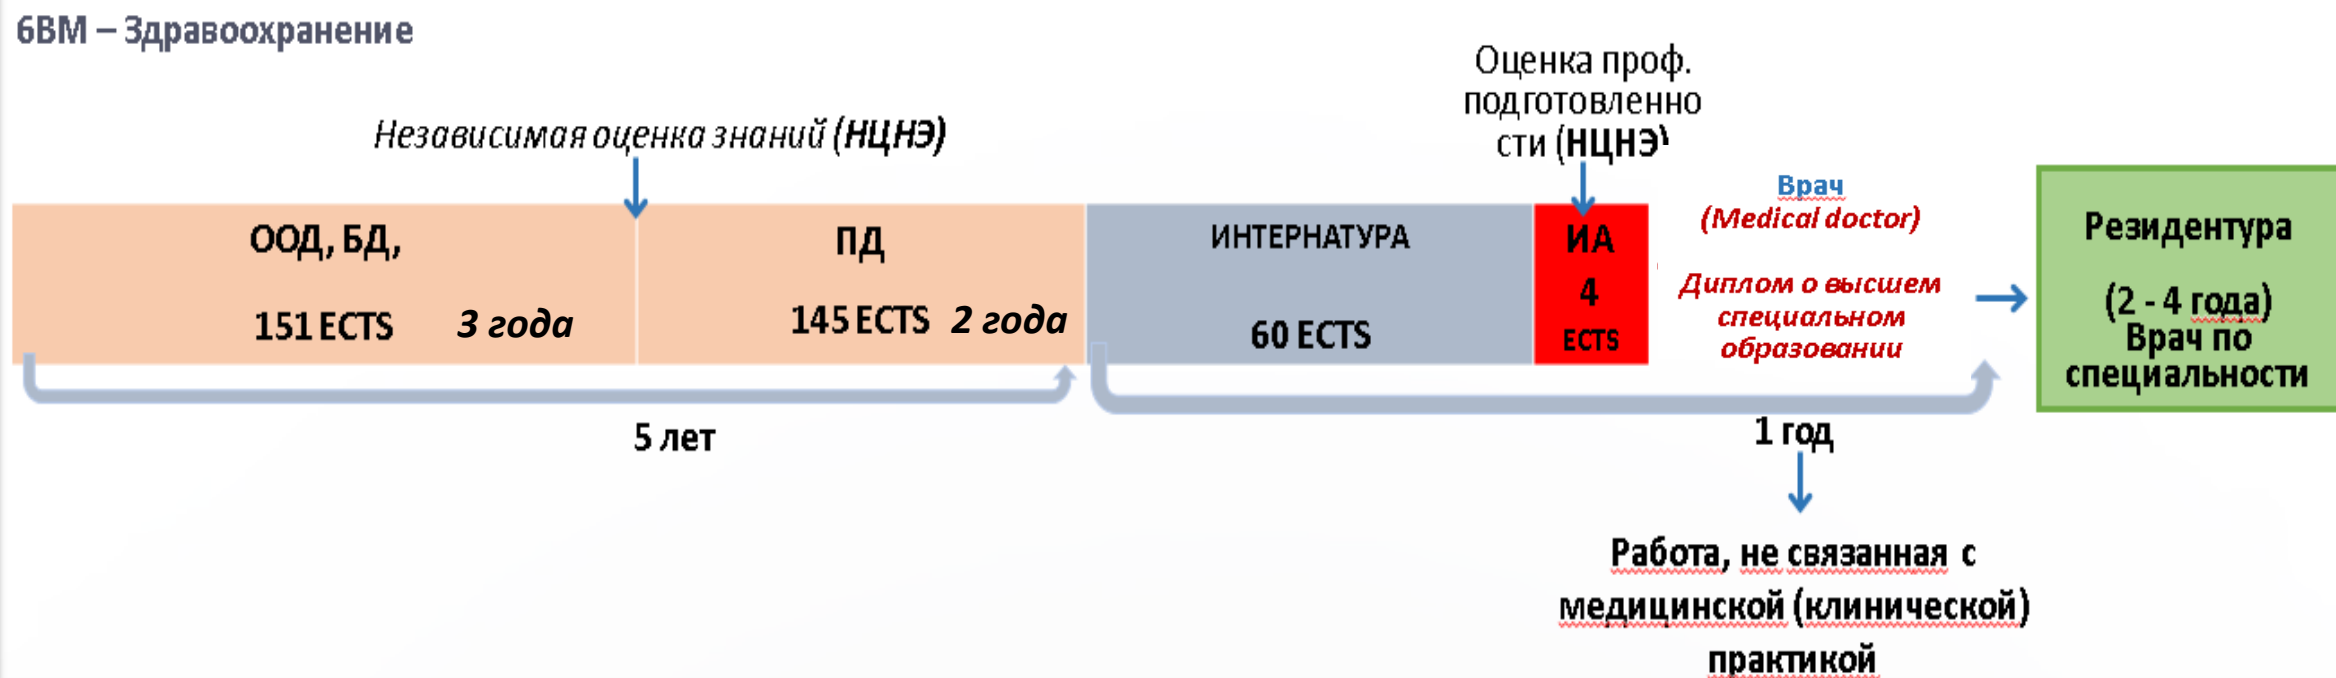 6ВМ – Здравоохранение
Оценка проф.
подготовленно
сти (НЦНЭ)
Независимая оценка знаний (НЦНЭ)
ООД, БД,
151 ECTS 3 года
ПД
145 ECTS 2 года
ИНТЕРНАТУРА
60 ECTS
ИА
4
ECTS
Врач
(Medical doctor)
Диплом о высшем
специальном
образовании
Резидентура
(2 - 4 года)
Врач по
специальности
5 лет
1 год
Работа, не связанная с
медицинской (клинической)
практикой